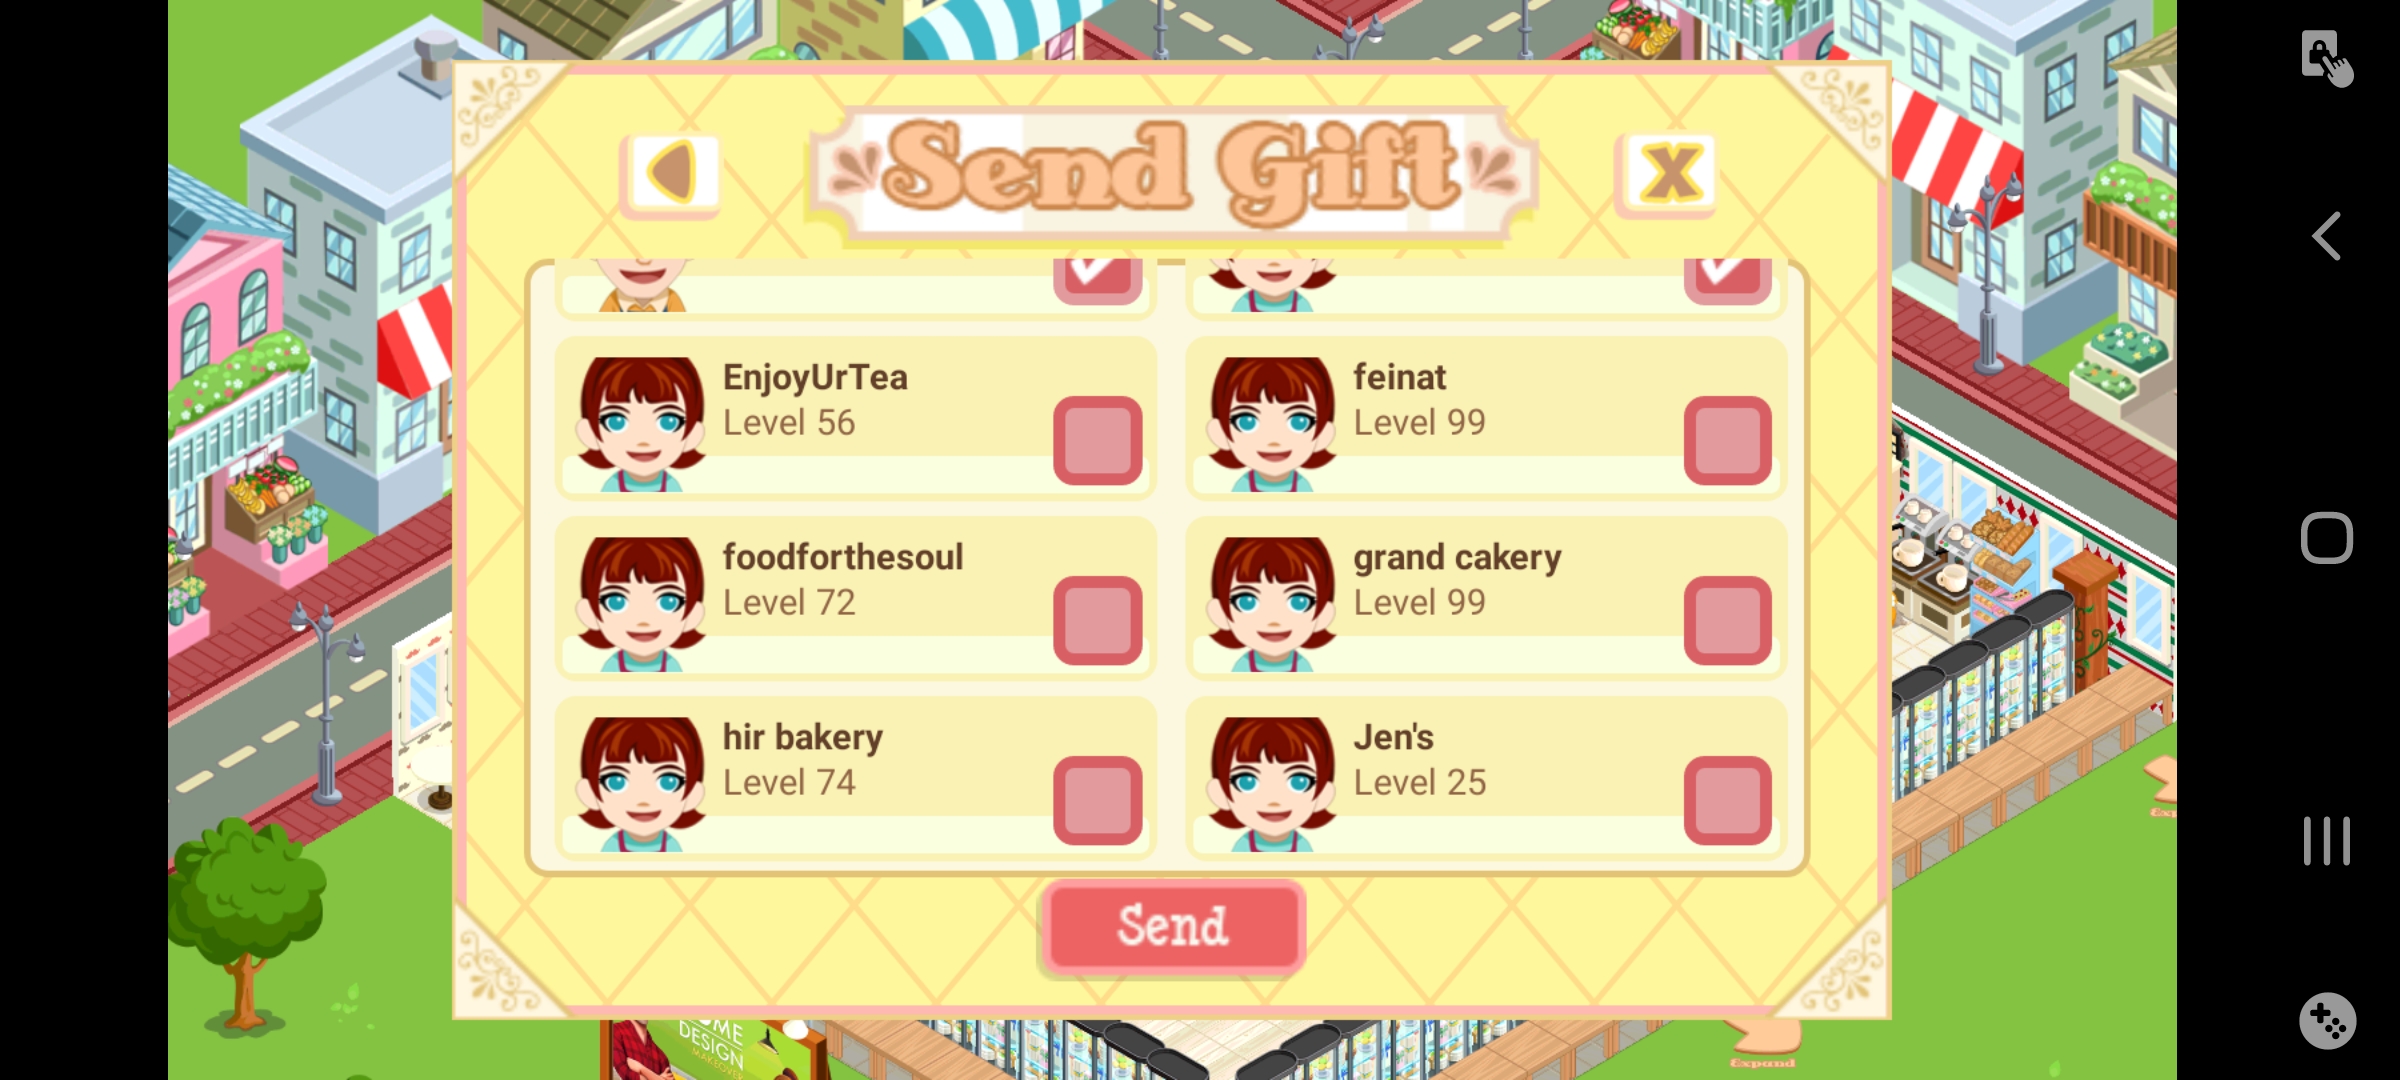 Send Gift
X
EnjoyUrTea
Level 56
feinat
Level 99
foodforthesoul
Level 72
grand cakery
Level 99
hir bakery
Level 74
Jen's
Level 25
Send
DESIGN
MAKEOVER
Expand